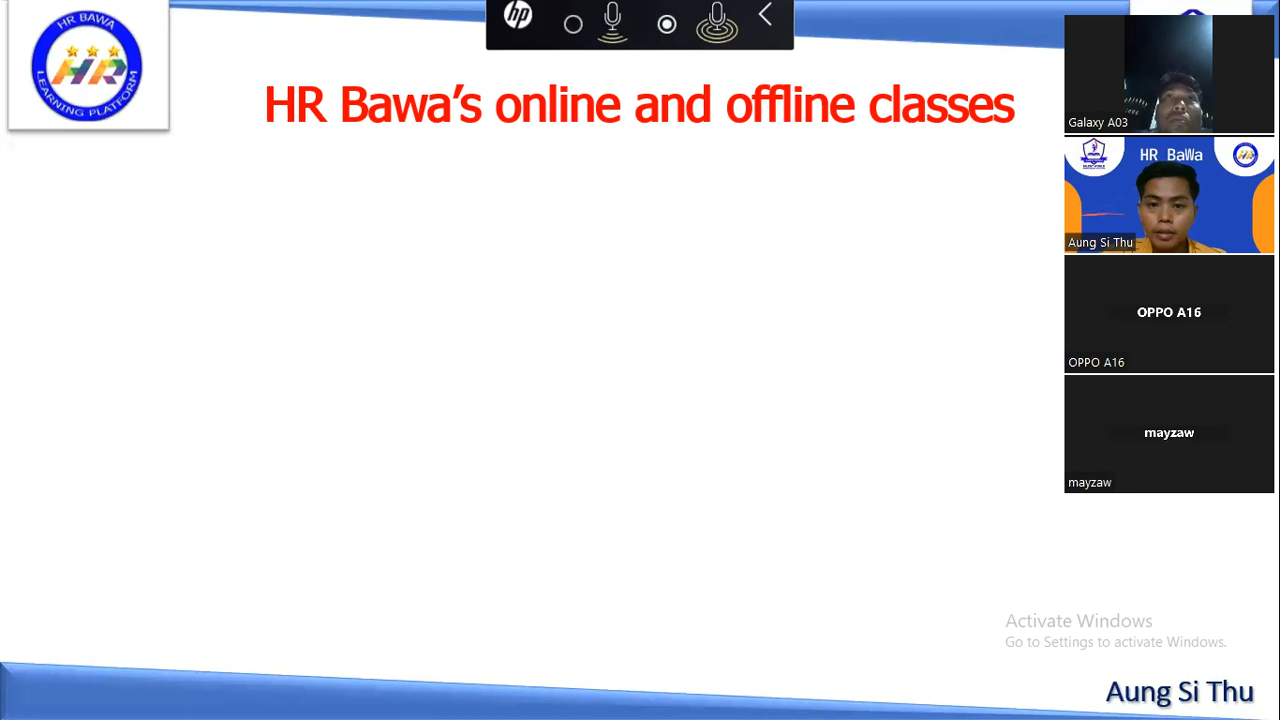 HR BAWA
HR
LEARNING PLATFORM
hp
HR Bawa’s online and offline classes
Galaxy A03
HR BaWa
Aung Si Thu
OPPO A16
OPPO A16
mayzaw
mayzaw
Activate Windows
Go to Settings to activate Windows.
Aung Si Thu